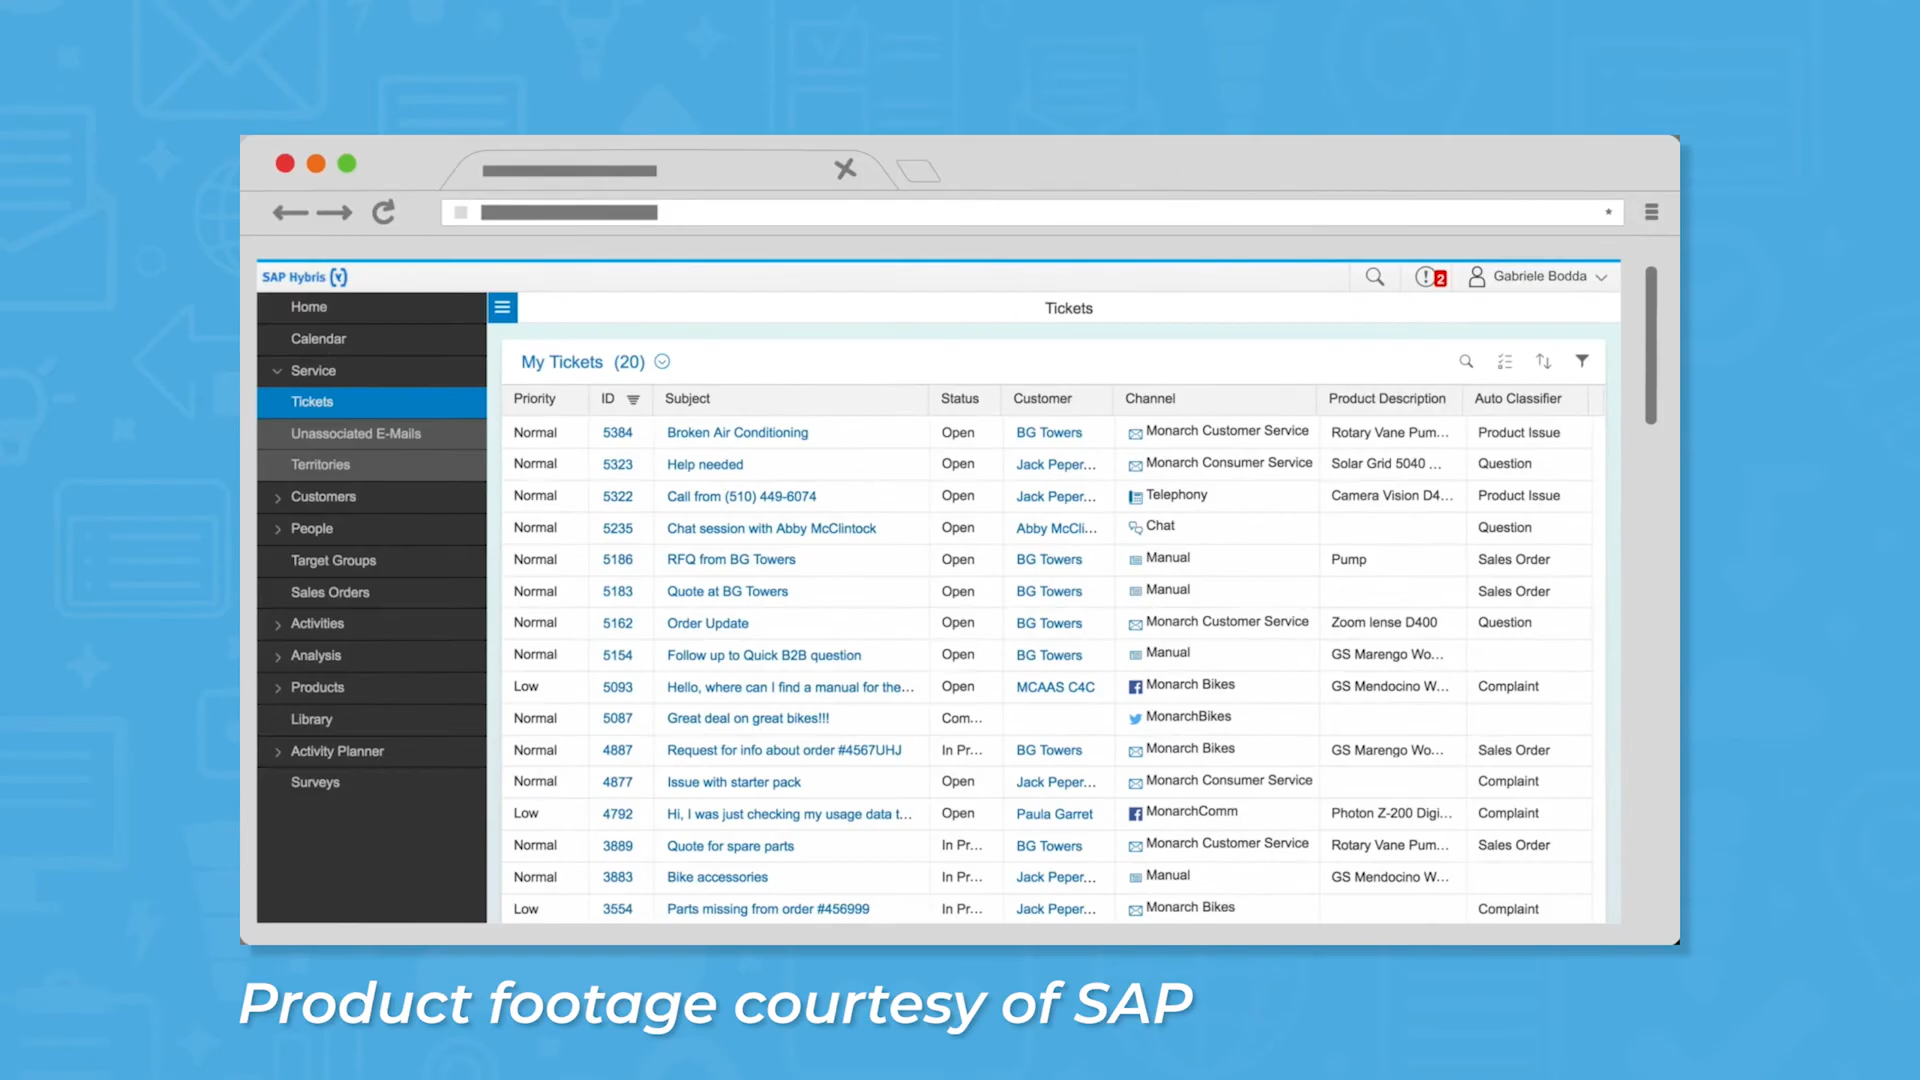 SAP Hybris (Y)
2
Gabriele Bodda
Home
Calendar
Service
Tickets
Unassociated E-Mails
Territories
Customers
People
Target Groups
Sales Orders
Activities
Analysis
Products
Library
Activity Planner
Surveys
Tickets
My Tickets (20)
Priority ID Subject Status Customer Channel Product Description Auto Classifier
Normal 5384 Broken Air Conditioning Open BG Towers Monarch Customer Service Rotary Vane Pum... Product Issue
Normal 5323 Help needed Open Jack Peper... Monarch Consumer Service Solar Grid 5040 ... Question
Normal 5322 Call from (510) 449-6074 Open Jack Peper... Telephony Camera Vision D4... Product Issue
Normal 5235 Chat session with Abby McClintock Open Abby McCli... Chat Question
Normal 5186 RFQ from BG Towers Open BG Towers Manual Pump Sales Order
Normal 5183 Quote at BG Towers Open BG Towers Manual Sales Order
Normal 5162 Order Update Open BG Towers Monarch Customer Service Zoom lense D400 Question
Normal 5154 Follow up to Quick B2B question Open BG Towers Manual GS Marengo Wo...
Low 5093 Hello, where can I find a manual for the... Open MCAAS C4C Monarch Bikes GS Mendocino W... Complaint
Normal 5087 Great deal on great bikes!!! Com... MonarchBikes
Normal 4887 Request for info about order #4567UHJ In Pr... BG Towers Monarch Bikes GS Marengo Wo... Sales Order
Normal 4877 Issue with starter pack Open Jack Peper... Monarch Consumer Service Complaint
Low 4792 Hi, I was just checking my usage data t... Open Paula Garret MonarchComm Photon Z-200 Digi... Complaint
Normal 3889 Quote for spare parts In Pr... BG Towers Monarch Customer Service Rotary Vane Pum... Sales Order
Normal 3883 Bike accessories In Pr... Jack Peper... Manual GS Mendocino W...
Low 3554 Parts missing from order #456999 In Pr... Jack Peper... Monarch Bikes Complaint
Product footage courtesy of SAP